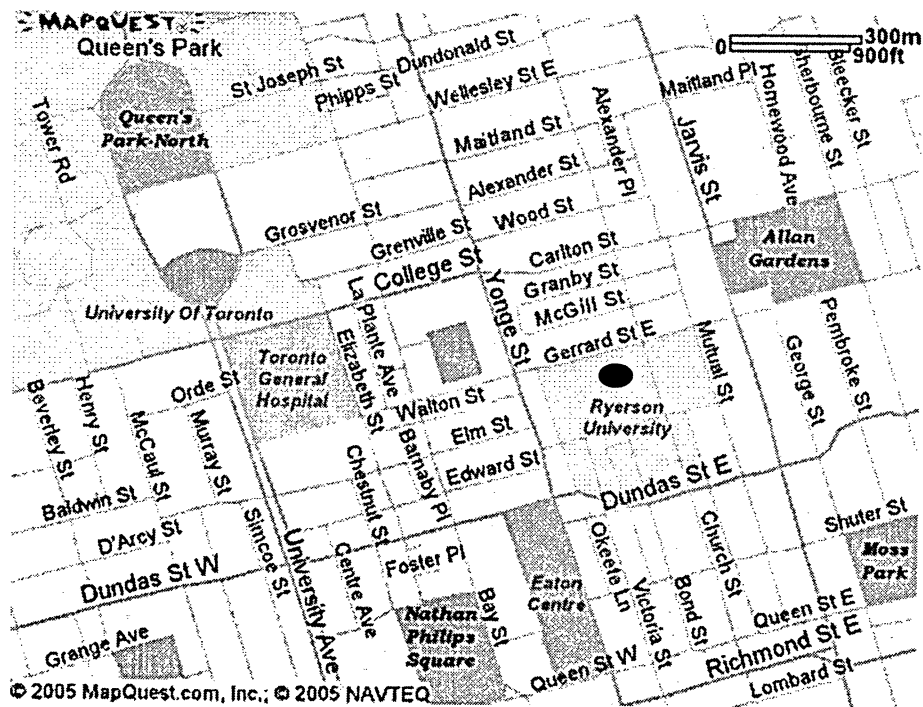 MAPQUEST
Queen's Park
0 300m
900ft
St Joseph St
Dundonald St
Phipps St
Wellesley St E
Maitland Pl
Homewood Ave
Sherbourne St
Bleecker St
Tower Rd
Queen's
Park-North
Maitland St
Alexander Pl
Jarvis St
Alexander St
Grosvenor St
Wood St
Grenville St
Carlton St
Allan
Gardens
College St
Granby St
University Of Toronto
La Plante Ave
Yonge St
McGill St
Gerrard St E
Mutual St
Pembroke St
George St
Toronto
General
Hospital
Elizabeth St
Orde St
Beverley St
Henry St
McCaul St
Murray St
Walton St
Ryerson
University
Elm St
Barnaby Pl
Edward St
Chestnut St
Dundas St E
Baldwin St
D'Arcy St
Simcoe St
University Ave
Centre Ave
Foster Pl
Shuter St
Moss
Park
Dundas St W
Eaton
Centre
Okeefe Ln
Victoria St
Bond St
Church St
Nathan
Philips
Square
Bay St
Queen St E
Grange Ave
Queen St W
Richmond St E
Lombard St
© 2005 MapQuest.com, Inc.; © 2005 NAVTEQ